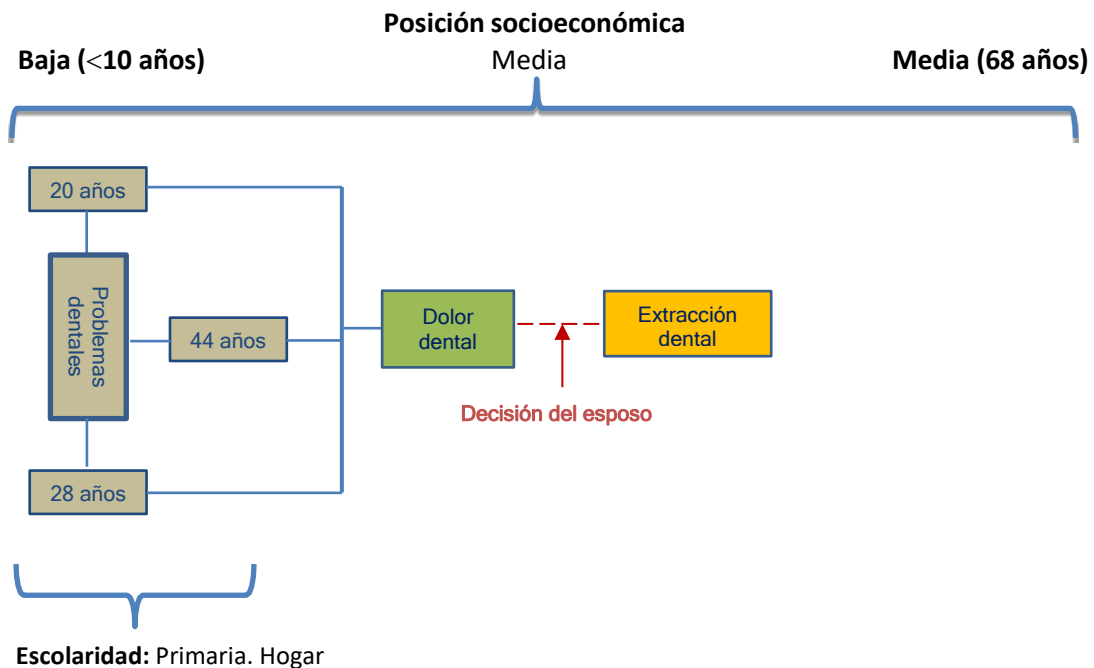 Posición socioeconómica
Baja (<10 años)
Media
Media (68 años)
20 años
Problemas
dentales
44 años
28 años
Dolor
dental
Extracción
dental
Decisión del esposo
Escolaridad: Primaria. Hogar